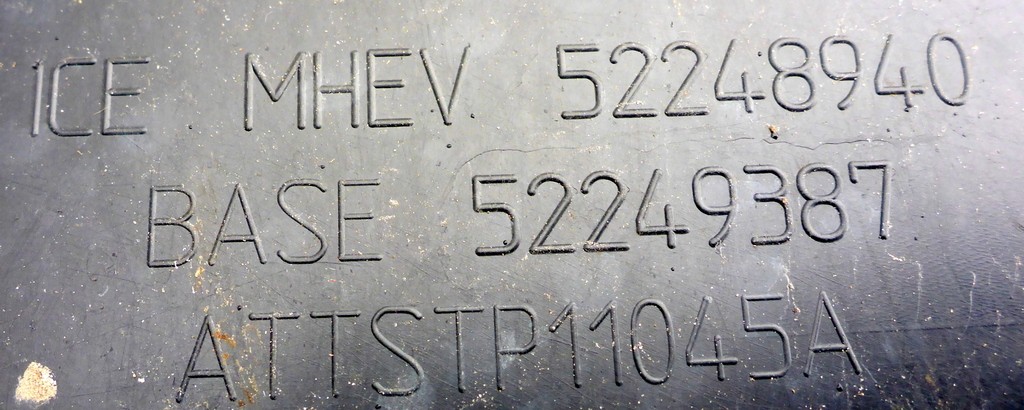 ICE MHEV 52248940
BASE 52249387
ATTSTP11045A